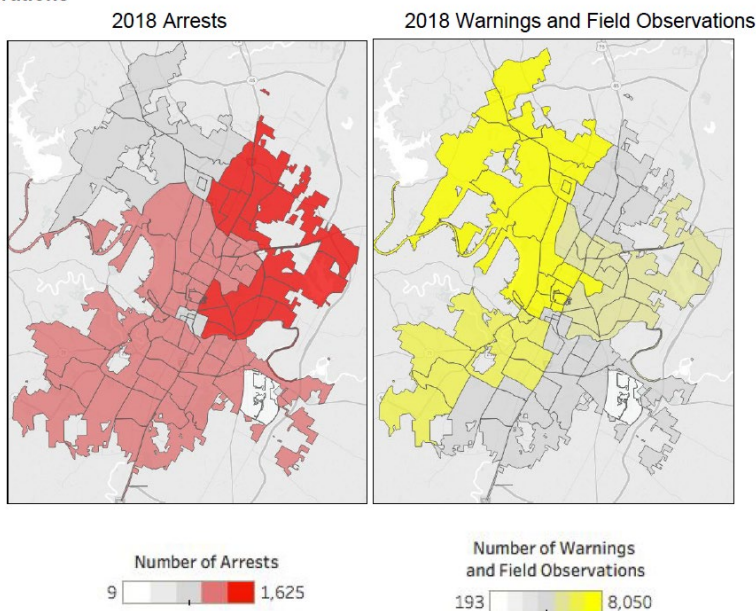 2018 Arrests
2018 Warnings and Field Observations
Number of Arrests
9
1,625
Number of Warnings
and Field Observations
193
8,050